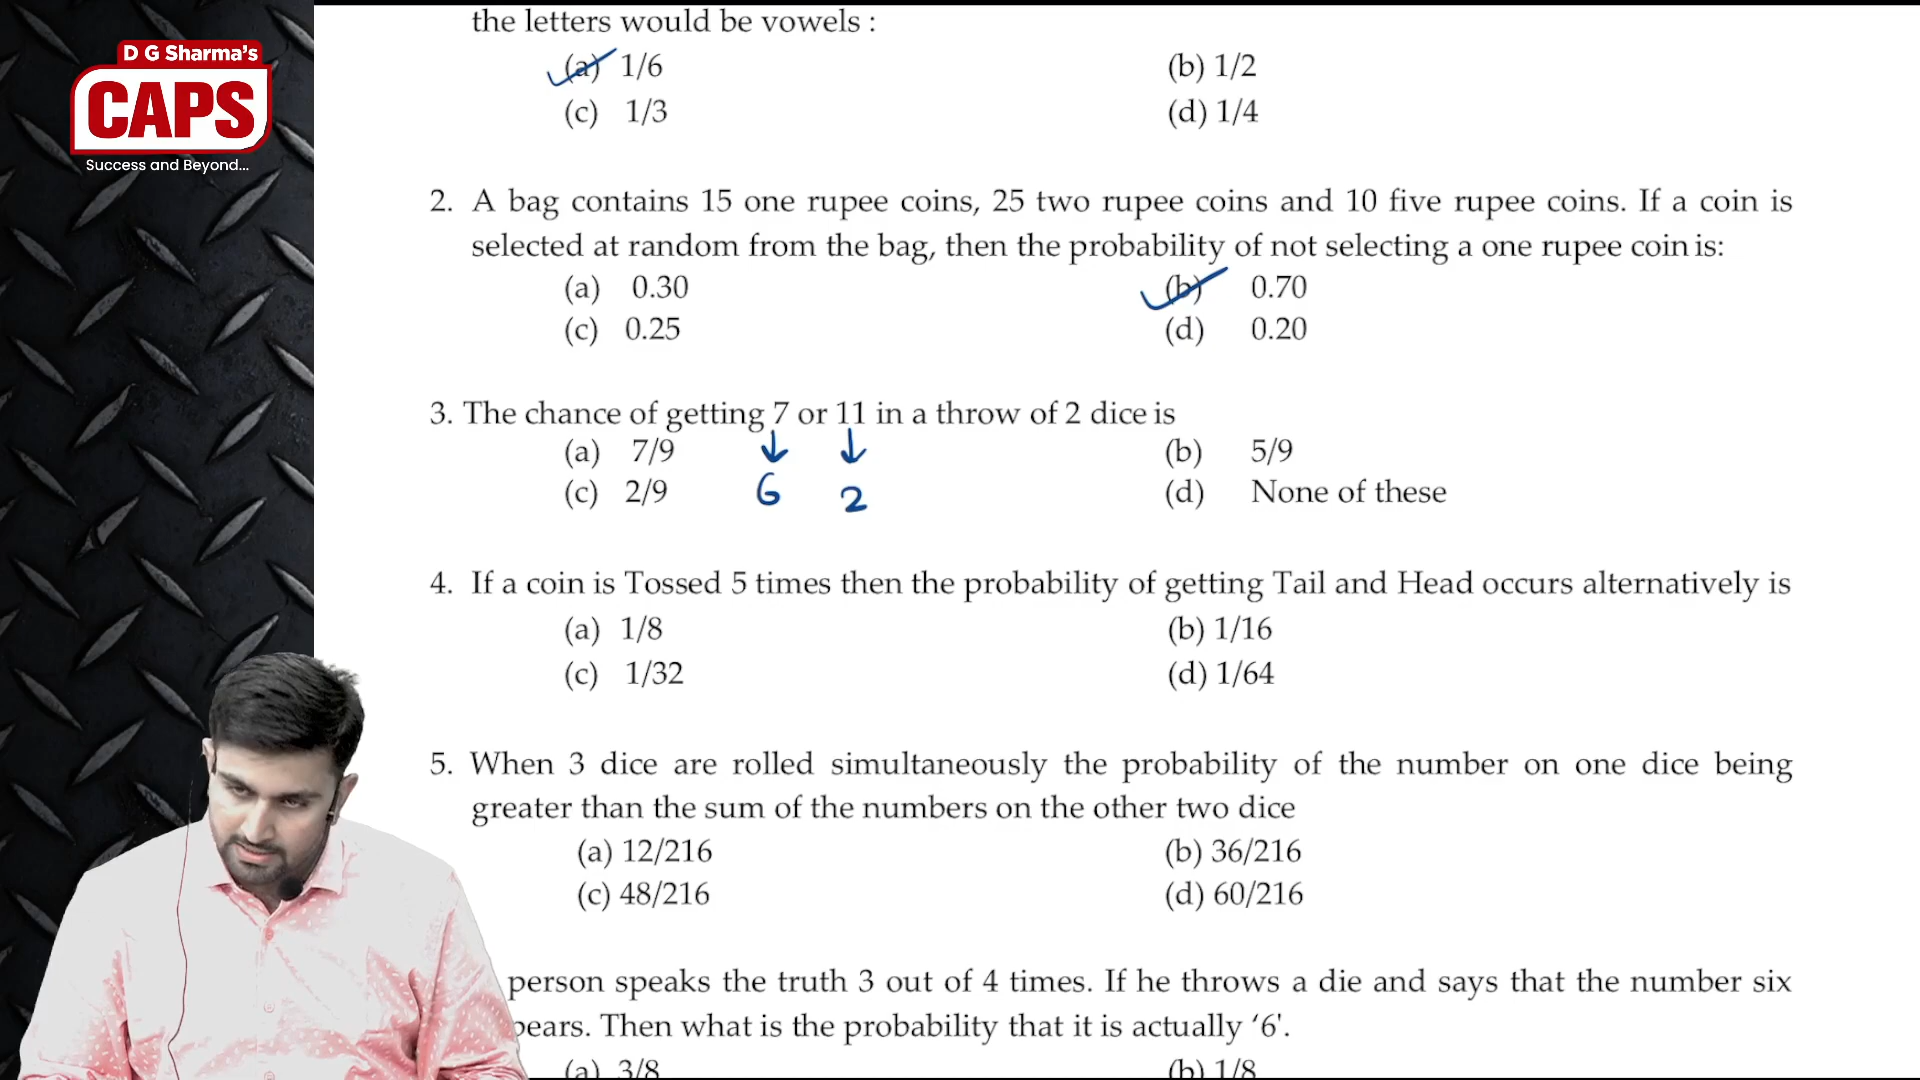 D G Sharma's
CAPS
Success and Beyond...
the letters would be vowels :
(a) 1/6 (b) 1/2
(c) 1/3 (d) 1/4
2. A bag contains 15 one rupee coins, 25 two rupee coins and 10 five rupee coins. If a coin is
selected at random from the bag, then the probability of not selecting a one rupee coin is:
(a) 0.30 (b) 0.70
(c) 0.25 (d) 0.20
3. The chance of getting 7 or 11 in a throw of 2 dice is
(a) 7/9 (b) 5/9
(c) 2/9 6 2 (d) None of these
4. If a coin is Tossed 5 times then the probability of getting Tail and Head occurs alternatively is
(a) 1/8 (b) 1/16
(c) 1/32 (d) 1/64
5. When 3 dice are rolled simultaneously the probability of the number on one dice being
greater than the sum of the numbers on the other two dice
(a) 12/216 (b) 36/216
(c) 48/216 (d) 60/216
person speaks the truth 3 out of 4 times. If he throws a die and says that the number six
pears. Then what is the probability that it is actually '6'.
(a) 3/8 (b) 1/8